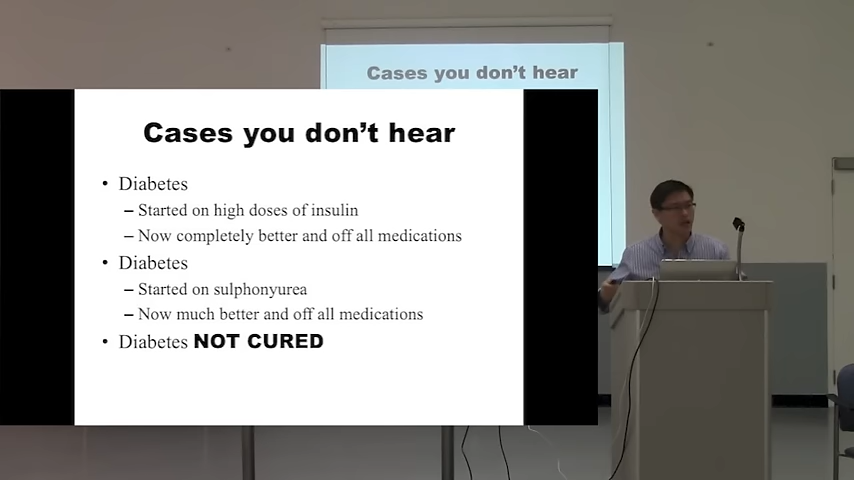 Cases you don't hear
Cases you don't hear
• Diabetes
– Started on high doses of insulin
– Now completely better and off all medications
• Diabetes
– Started on sulphonyurea
– Now much better and off all medications
• Diabetes NOT CURED